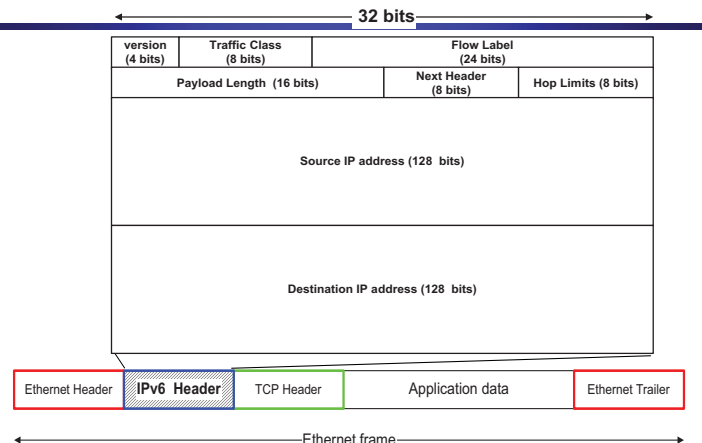 32 bits
version
(4 bits)
Traffic Class
(8 bits)
Flow Label
(24 bits)
Payload Length (16 bits)
Next Header
(8 bits)
Hop Limits (8 bits)
Source IP address (128 bits)
Destination IP address (128 bits)
Ethernet Header
IPv6 Header
TCP Header
Application data
Ethernet Trailer
Ethernet frame